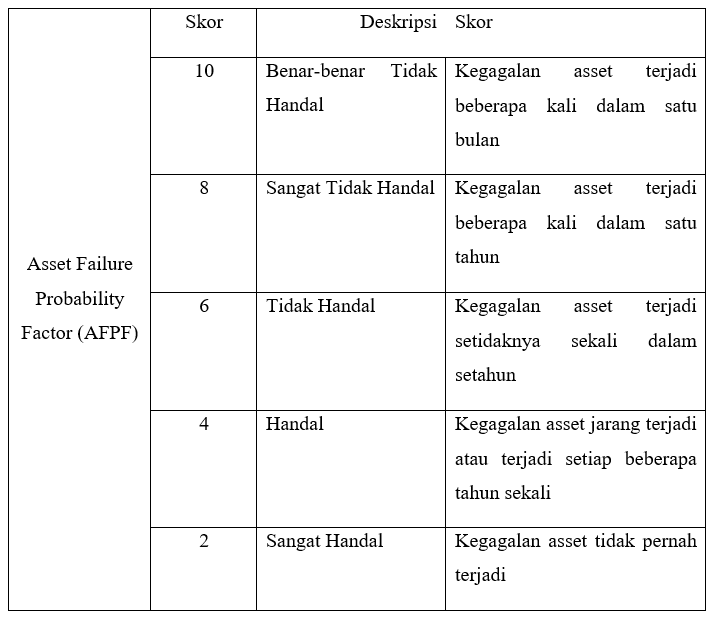 Skor
Deskripsi Skor
10
Benar-benar Tidak
Handal
Kegagalan asset terjadi
beberapa kali dalam satu
bulan
8
Sangat Tidak Handal
Kegagalan asset terjadi
beberapa kali dalam satu
tahun
Asset Failure
Probability
Factor (AFPF)
6
Tidak Handal
Kegagalan asset terjadi
setidaknya sekali dalam
setahun
4
Handal
Kegagalan asset jarang terjadi
atau terjadi setiap beberapa
tahun sekali
2
Sangat Handal
Kegagalan asset tidak pernah
terjadi